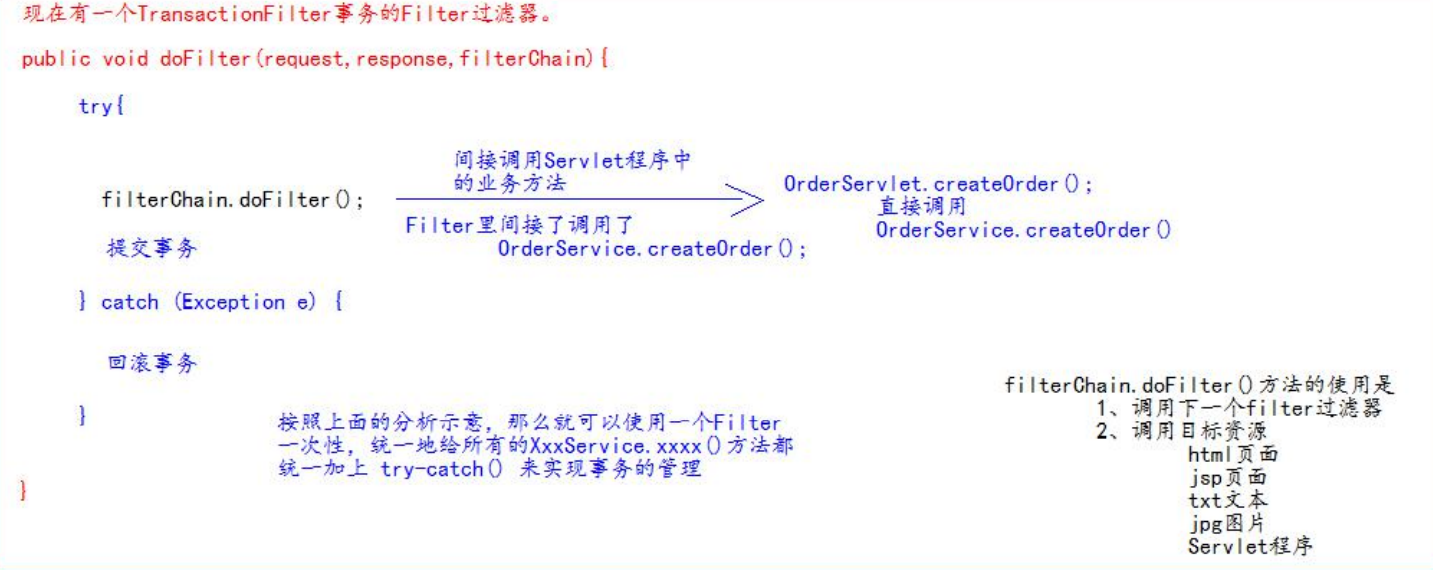 现在有一个TransactionFilter事务的Filter过滤器。
public void doFilter(request,response,filterChain){
try{
间接调用Servlet程序中
的业务方法
filterChain.doFilter();
OrderServlet.createOrder();
直接调用
OrderService.createOrder()
Filter里间接了调用了
OrderService.createOrder();
提交事务
} catch (Exception e) {
回滚事务
}
按照上面的分析示意，那么就可以使用一个Filter
一次性，统一地给所有的XxxService.xxxx()方法都
统一加上 try-catch() 来实现事务的管理
}
filterChain.doFilter()方法的使用是
1、调用下一个filter过滤器
2、调用目标资源
html页面
jsp页面
txt文本
jpg图片
Servlet程序